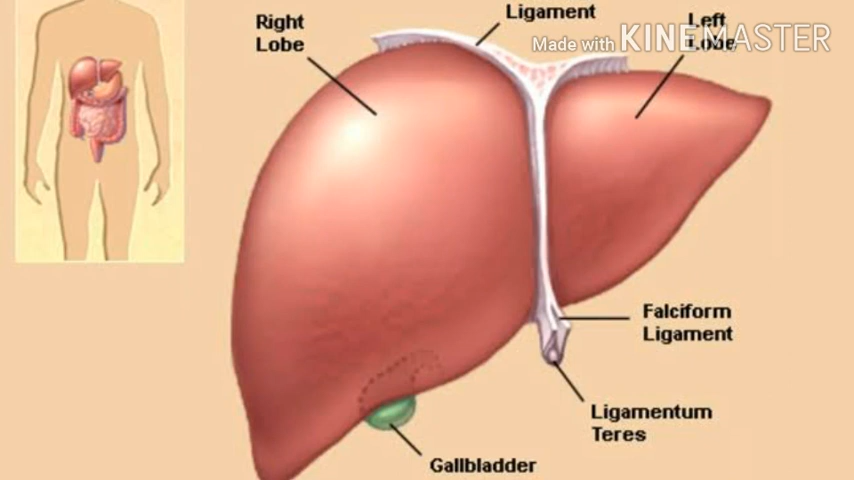 Ligament
Right
Lobe
Left
Lobe
Made with KINEMASTER
Falciform
Ligament
Ligamentum
Teres
Gallbladder